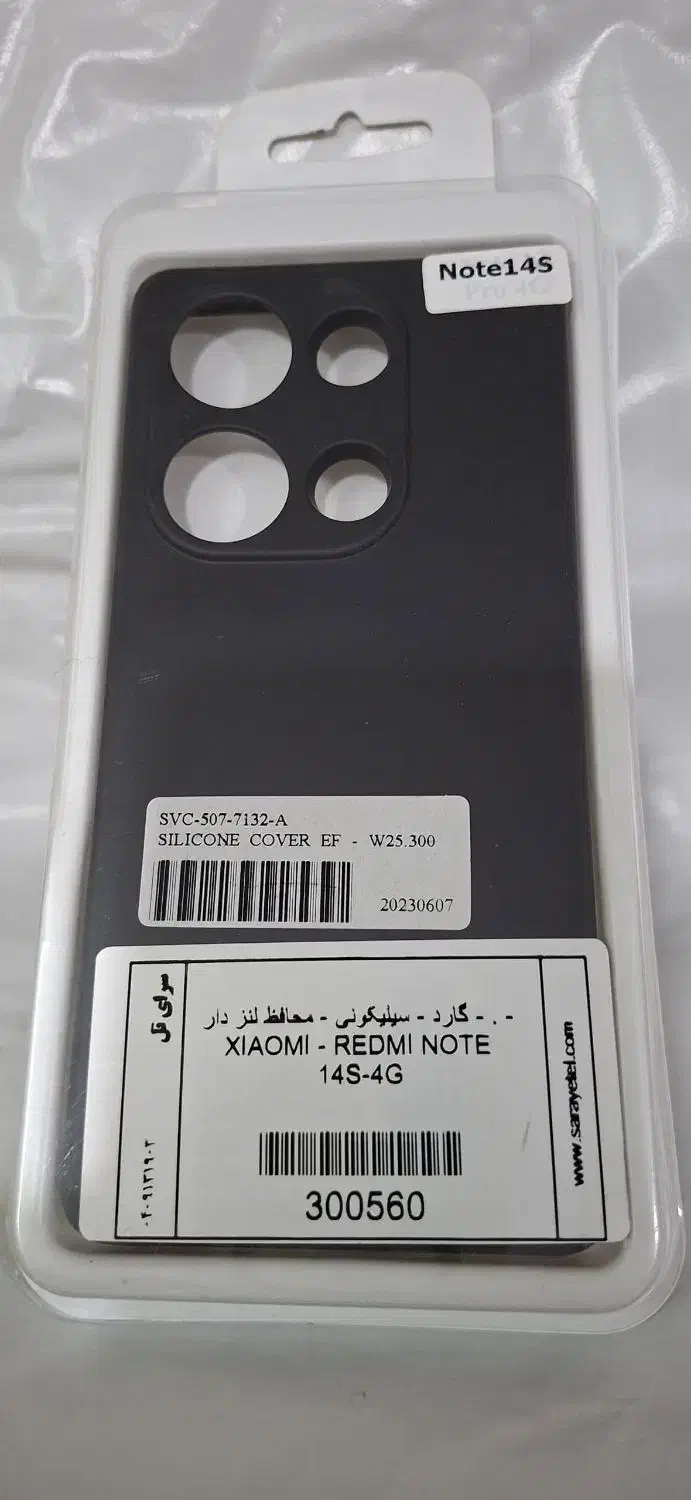 Note14S
Pro 4G
SVC-507-7132-A
SILICONE COVER EF - W25.300
20230607
سرای تل
- . - گارد - سیلیکونی - محافظ لنز دار
XIAOMI - REDMI NOTE
14S-4G
300560
۰۴۰۹۱۳۱۹۰۲
www.sarayetel.com